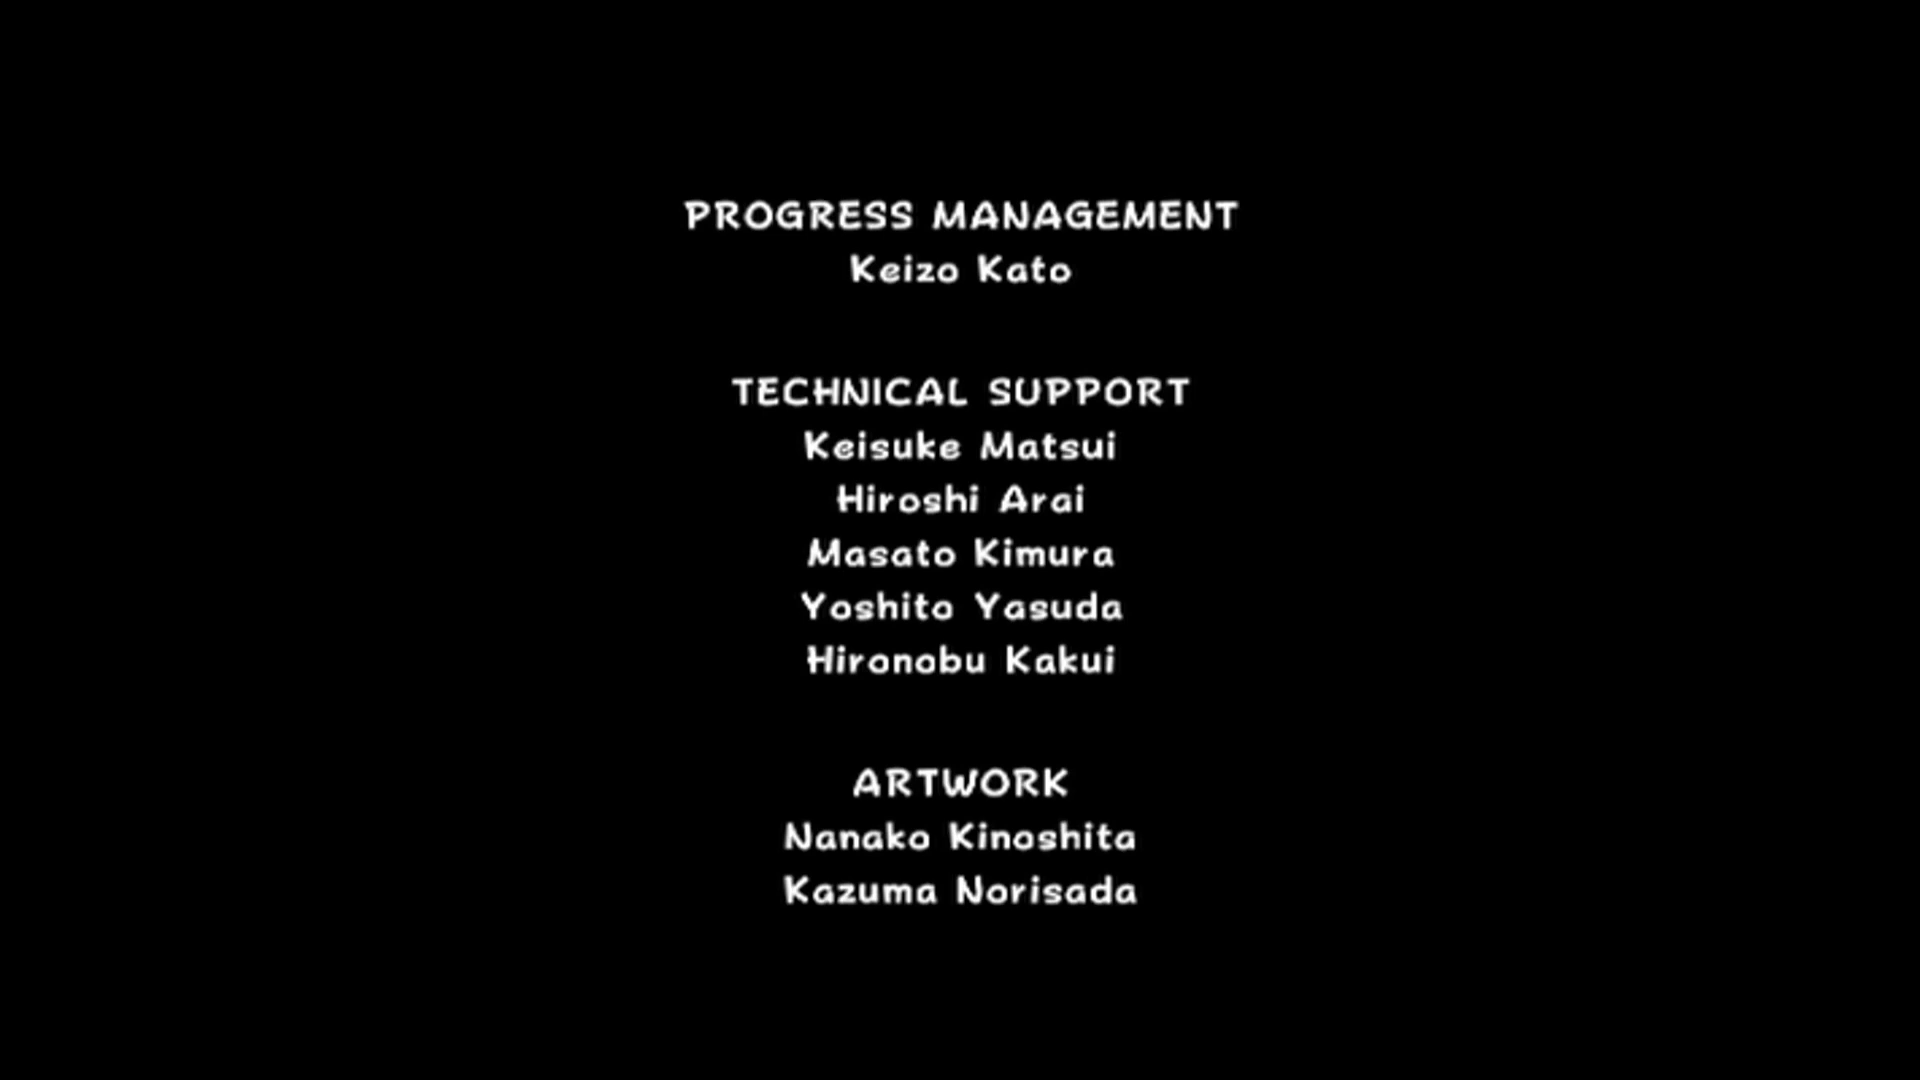 PROGRESS MANAGEMENT
Keizo Kato
TECHNICAL SUPPORT
Keisuke Matsui
Hiroshi Arai
Masato Kimura
Yoshito Yasuda
Hironobu Kakui
ARTWORK
Nanako Kinoshita
Kazuma Norisada